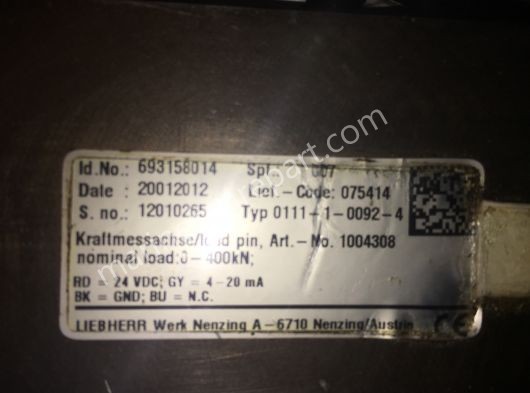 Id.No.: 693158014 007
Date : 20012012 Lief.-Code: 075414
S. no.: 12010265 Typ 0111-1-0092-4
Kraftmessachse/load pin, Art.-No. 1004308
nominal load:0-400kN;
RD = 24 VDC; GY = 4-20 mA
BK = GND; BU = N.C.
LIEBHERR Werk Nenzing A-6710 Nenzing/Austria CE